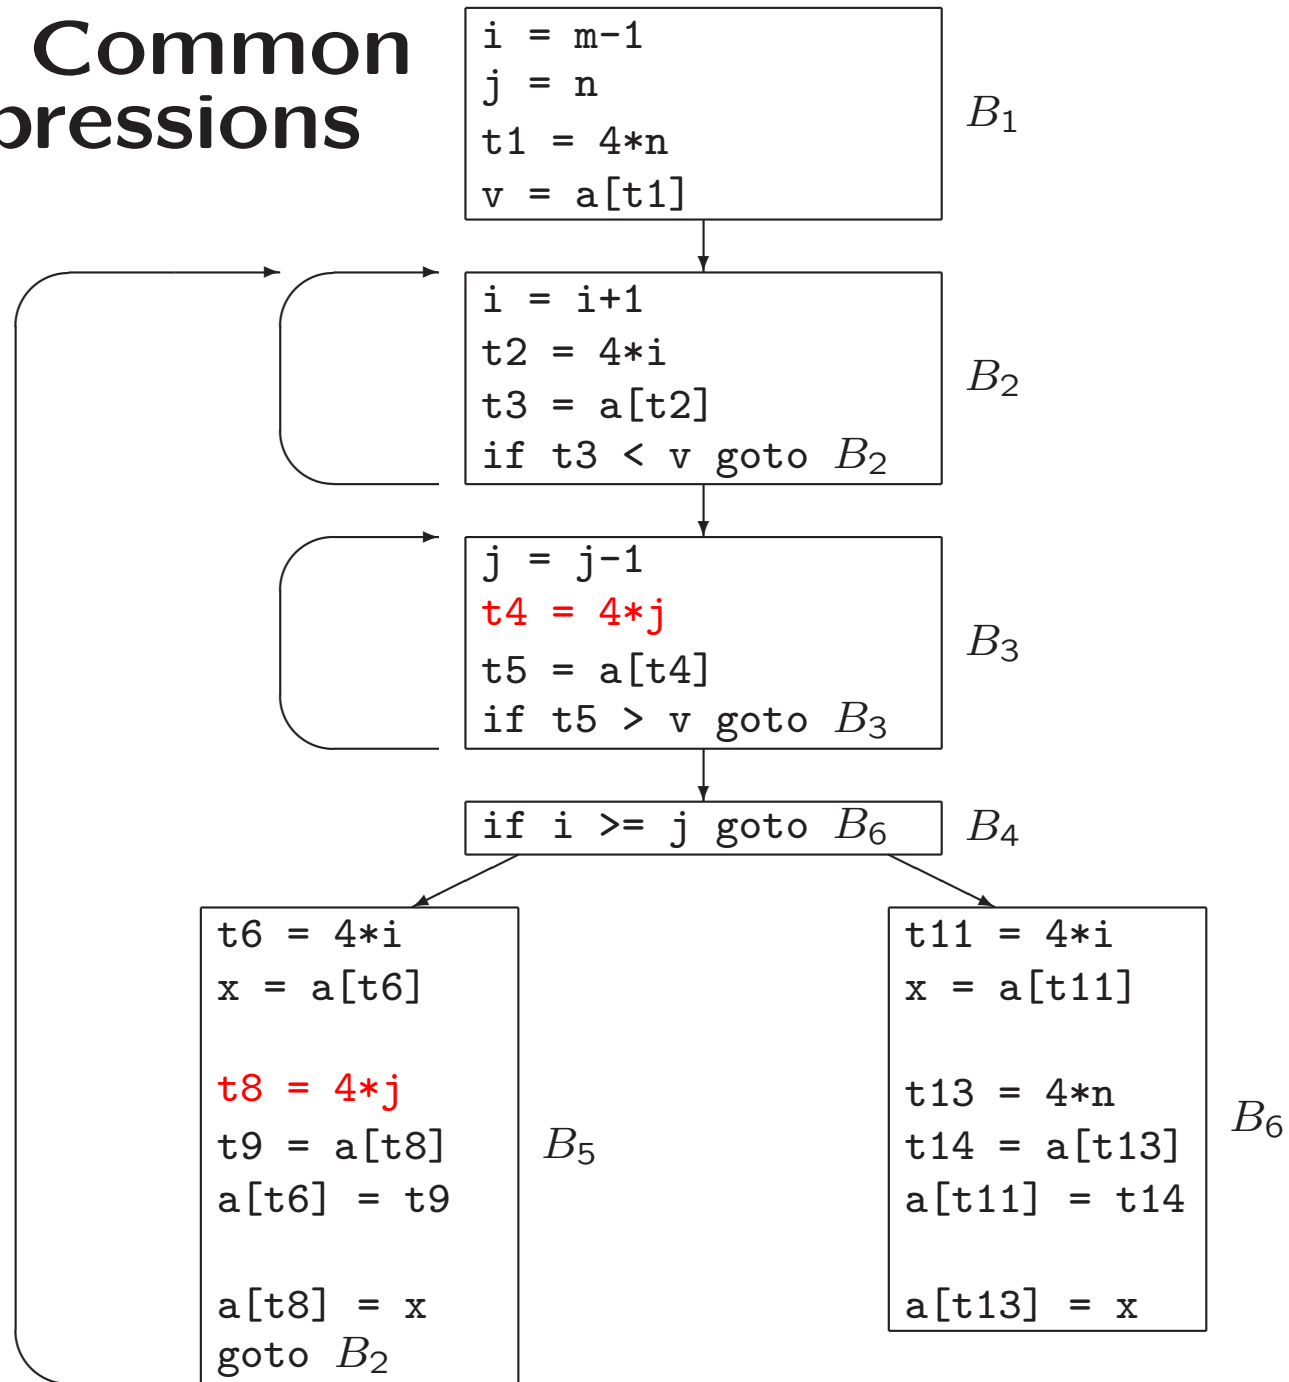 Common
pressions
i = m-1
j = n
t1 = 4*n
v = a[t1]
B1
i = i+1
t2 = 4*i
t3 = a[t2]
if t3 < v goto B2
B2
j = j-1
t4 = 4*j
t5 = a[t4]
if t5 > v goto B3
B3
if i >= j goto B6
B4
t6 = 4*i
x = a[t6]
t8 = 4*j
t9 = a[t8]
a[t6] = t9
a[t8] = x
goto B2
B5
t11 = 4*i
x = a[t11]
t13 = 4*n
t14 = a[t13]
a[t11] = t14
a[t13] = x
B6